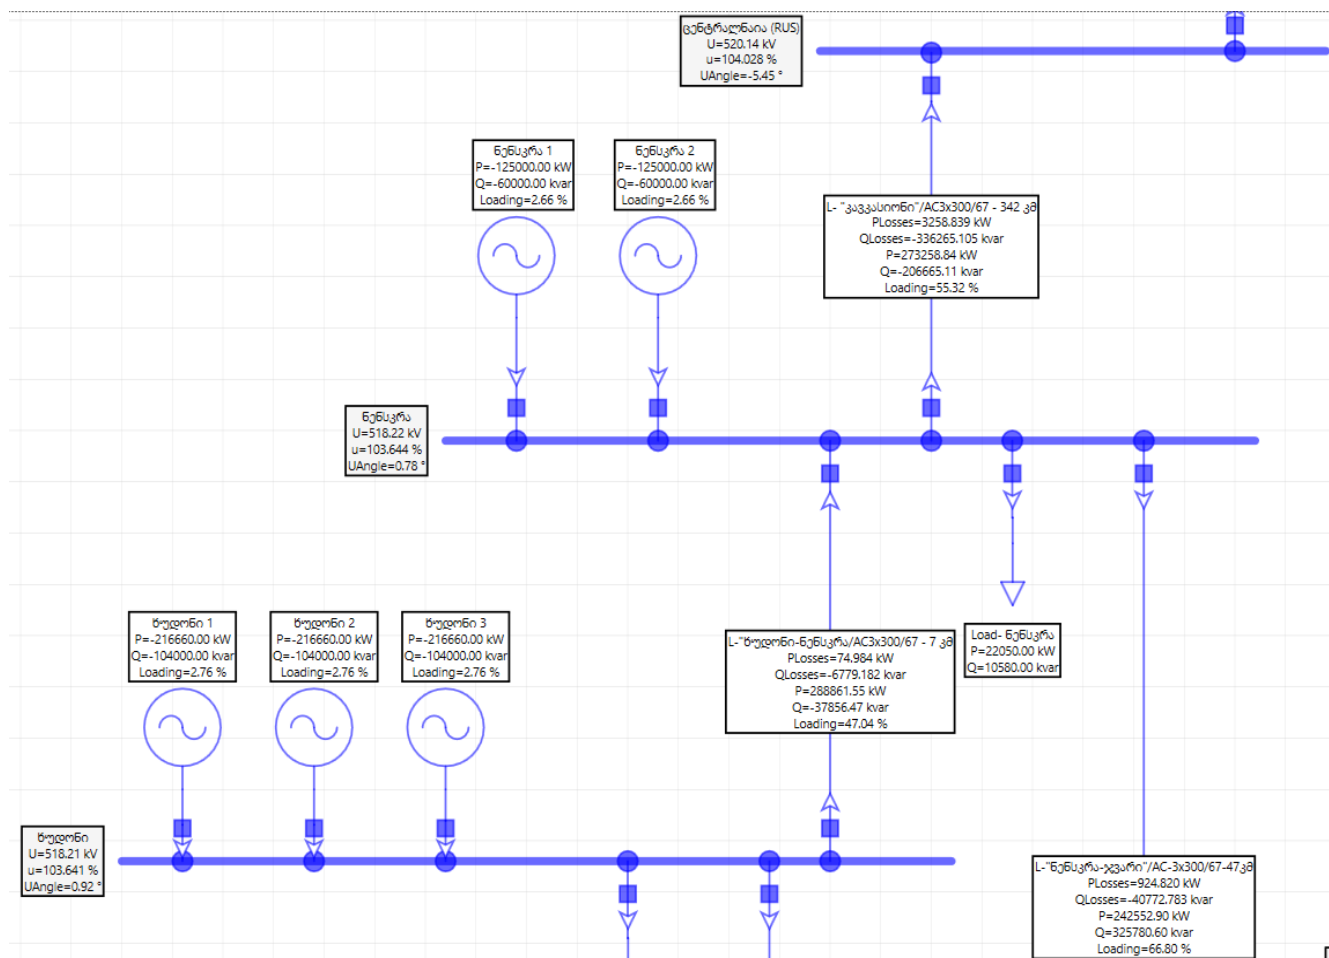 ცენტრალნაია (RUS)
U=520.14 kV
u=104.028 %
UAngle=-5.45 °
ნენსკრა 1
P=-125000.00 kW
Q=-60000.00 kvar
Loading=2.66 %
ნენსკრა 2
P=-125000.00 kW
Q=-60000.00 kvar
Loading=2.66 %
L- "კავკასიონი"/AC3x300/67 - 342 კმ
PLosses=3258.839 kW
QLosses=-336265.105 kvar
P=273258.84 kW
Q=-206665.11 kvar
Loading=55.32 %
ნენსკრა
U=518.22 kV
u=103.644 %
UAngle=0.78 °
ხუდონი 1
P=-216660.00 kW
Q=-104000.00 kvar
Loading=2.76 %
ხუდონი 2
P=-216660.00 kW
Q=-104000.00 kvar
Loading=2.76 %
ხუდონი 3
P=-216660.00 kW
Q=-104000.00 kvar
Loading=2.76 %
L-"ხუდონი-ნენსკრა/AC3x300/67 - 7 კმ
PLosses=74.984 kW
QLosses=-6779.182 kvar
P=288861.55 kW
Q=-37856.47 kvar
Loading=47.04 %
Load- ნენსკრა
P=22050.00 kW
Q=10580.00 kvar
ხუდონი
U=518.21 kV
u=103.641 %
UAngle=0.92 °
L-"ნენსკრა-ჯვარი"/AC-3x300/67-47კმ
PLosses=924.820 kW
QLosses=-40772.783 kvar
P=242552.90 kW
Q=325780.60 kvar
Loading=66.80 %